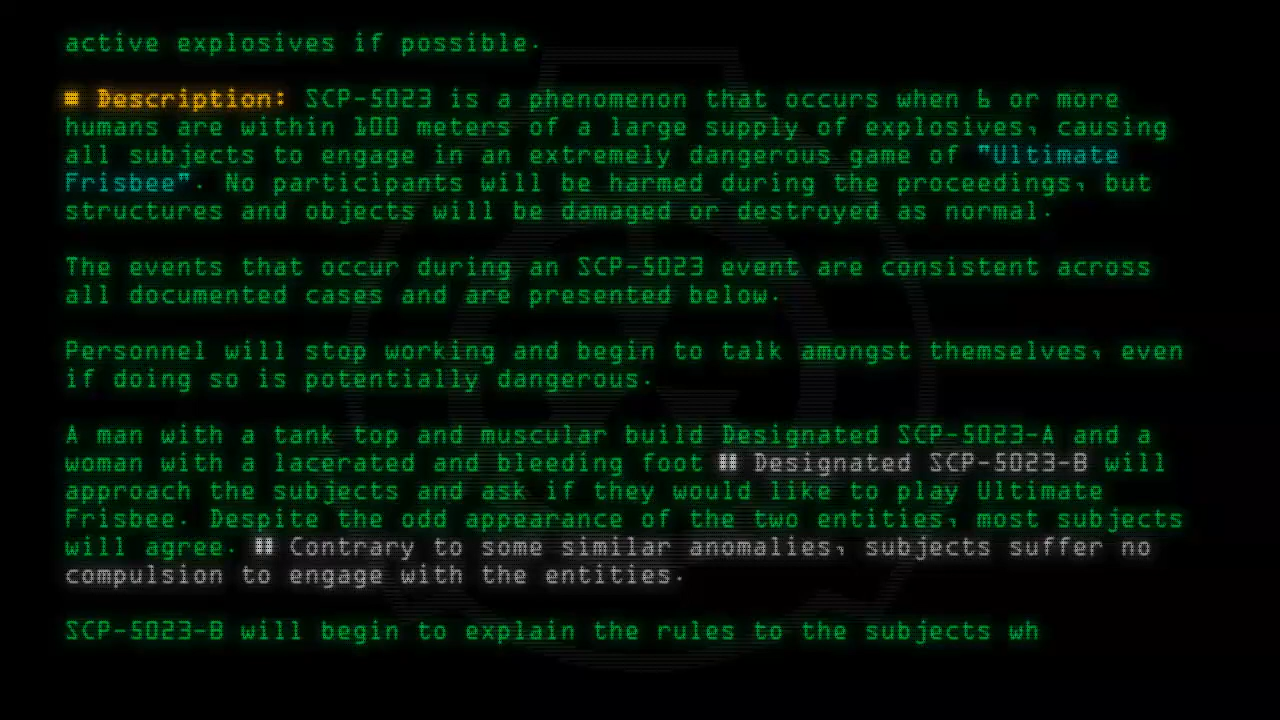 active explosives if possible.
■ Description: SCP-5023 is a phenomenon that occurs when 6 or more
humans are within 100 meters of a large supply of explosives, causing
all subjects to engage in an extremely dangerous game of "Ultimate
Frisbee". No participants will be harmed during the proceedings, but
structures and objects will be damaged or destroyed as normal.
The events that occur during an SCP-5023 event are consistent across
all documented cases and are presented below.
Personnel will stop working and begin to talk amongst themselves, even
if doing so is potentially dangerous.
A man with a tank top and muscular build Designated SCP-5023-A and a
woman with a lacerated and bleeding foot Designated SCP-5023-B will
approach the subjects and ask if they would like to play Ultimate
Frisbee. Despite the odd appearance of the two entities, most subjects
will agree. Contrary to some similar anomalies, subjects suffer no
compulsion to engage with the entities.
SCP-5023-B will begin to explain the rules to the subjects wh